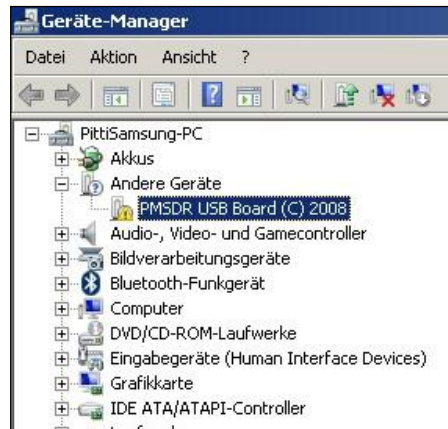 Geräte-Manager
Datei Aktion Ansicht ?
PittiSamsung-PC
Akkus
Andere Geräte
PMSDR USB Board (C) 2008
Audio-, Video- und Gamecontroller
Bildverarbeitungsgeräte
Bluetooth-Funkgerät
Computer
DVD/CD-ROM-Laufwerke
Eingabegeräte (Human Interface Devices)
Grafikkarte
IDE ATA/ATAPI-Controller